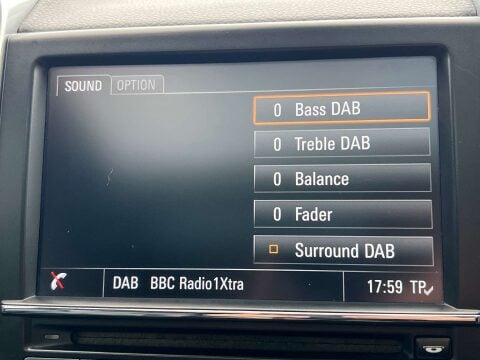 SOUND OPTION
0 Bass DAB
0 Treble DAB
0 Balance
0 Fader
Surround DAB
DAB BBC Radio1Xtra 17:59 TP